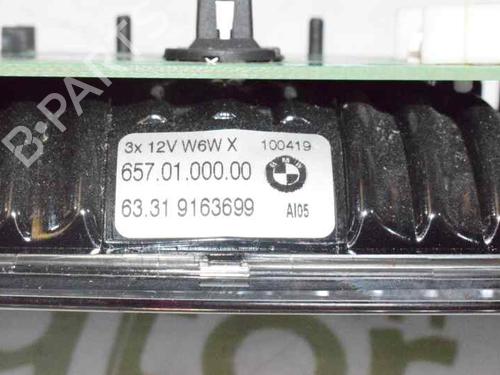 3x 12V W6W X 100419
657.01.000.00
63.31 9163699 AI05
B-PARTS